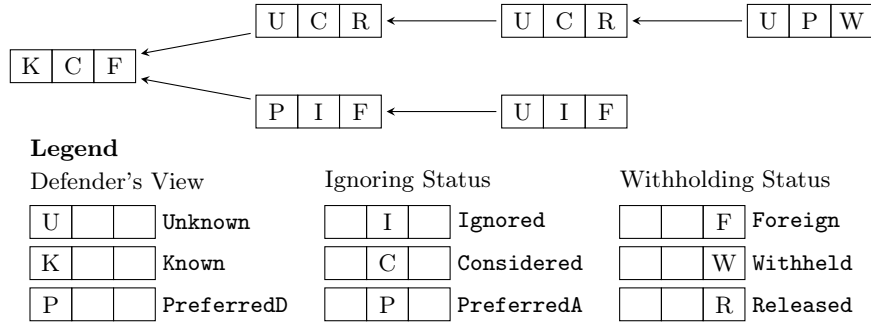 U C R U C R U P W
K C F
P I F U I F
Legend
Defender's View Ignoring Status Withholding Status
U Unknown I Ignored F Foreign
K Known C Considered W Withheld
P PreferredD P PreferredA R Released